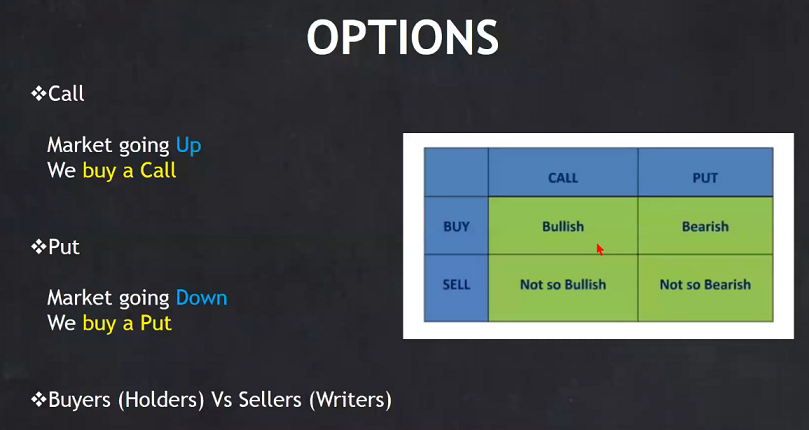 OPTIONS
❖Call
Market going Up
We buy a Call
❖Put
Market going Down
We buy a Put
❖Buyers (Holders) Vs Sellers (Writers)
CALL PUT
BUY Bullish Bearish
SELL Not so Bullish Not so Bearish